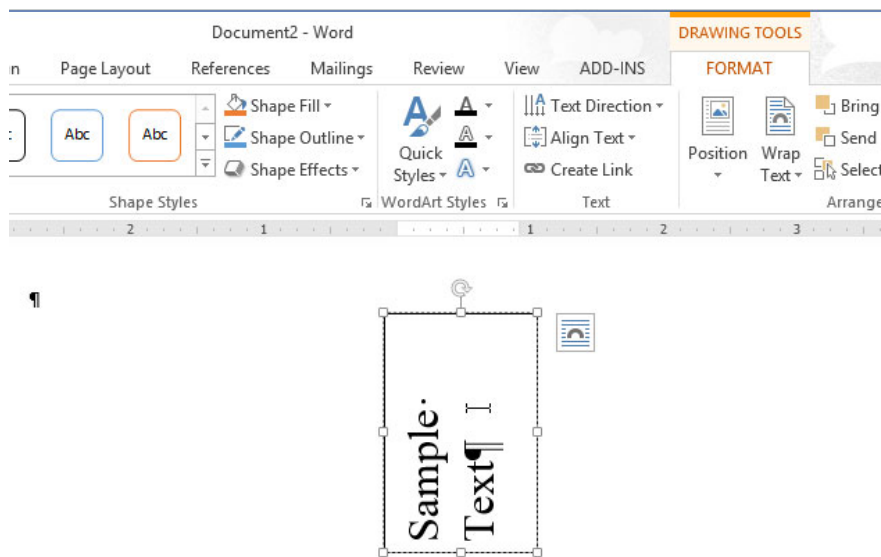 Document2 - Word
DRAWING TOOLS
n Page Layout References Mailings Review View ADD-INS FORMAT
Abc Abc
Shape Fill
Shape Outline
Shape Effects
Shape Styles
A
Quick
Styles
A
A
A
WordArt Styles
Text Direction
Align Text
Create Link
Text
Position
Wrap
Text
Bring
Send
Select
Arrange
2 1 1 2 3
¶
Sample·
Text¶